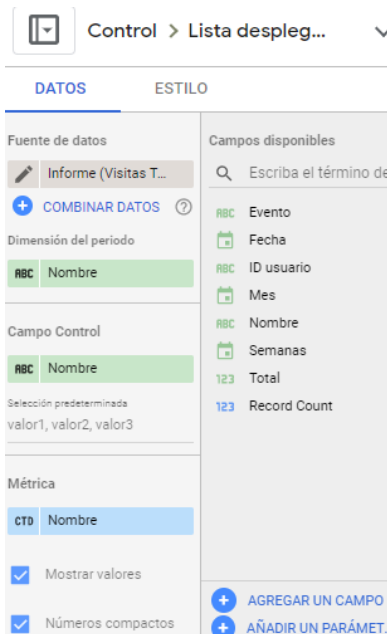 Control > Lista despleg...
DATOS
ESTILO
Fuente de datos
Informe (Visitas T...
COMBINAR DATOS
Dimensión del periodo
ABC Nombre
Campo Control
ABC Nombre
Selección predeterminada
valor1, valor2, valor3
Métrica
CTD Nombre
Mostrar valores
Números compactos
Campos disponibles
Escriba el término de
ABC Evento
Fecha
ABC ID usuario
Mes
ABC Nombre
Semanas
123 Total
123 Record Count
AGREGAR UN CAMPO
AÑADIR UN PARÁMET.